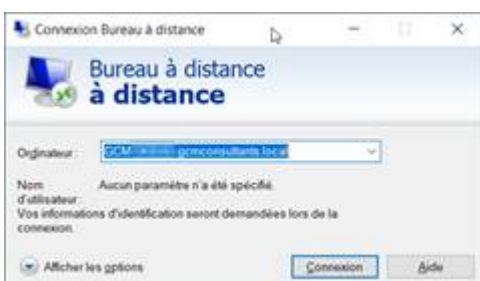 Connexion Bureau à distance
Bureau à distance
à distance
Ordinateur :
GCM gcmconsultants.local
Nom d'utilisateur :
Aucun paramètre n'a été spécifié.
Vos informations d'identification seront demandées lors de la
connexion.
Afficher les options
Connexion
Aide